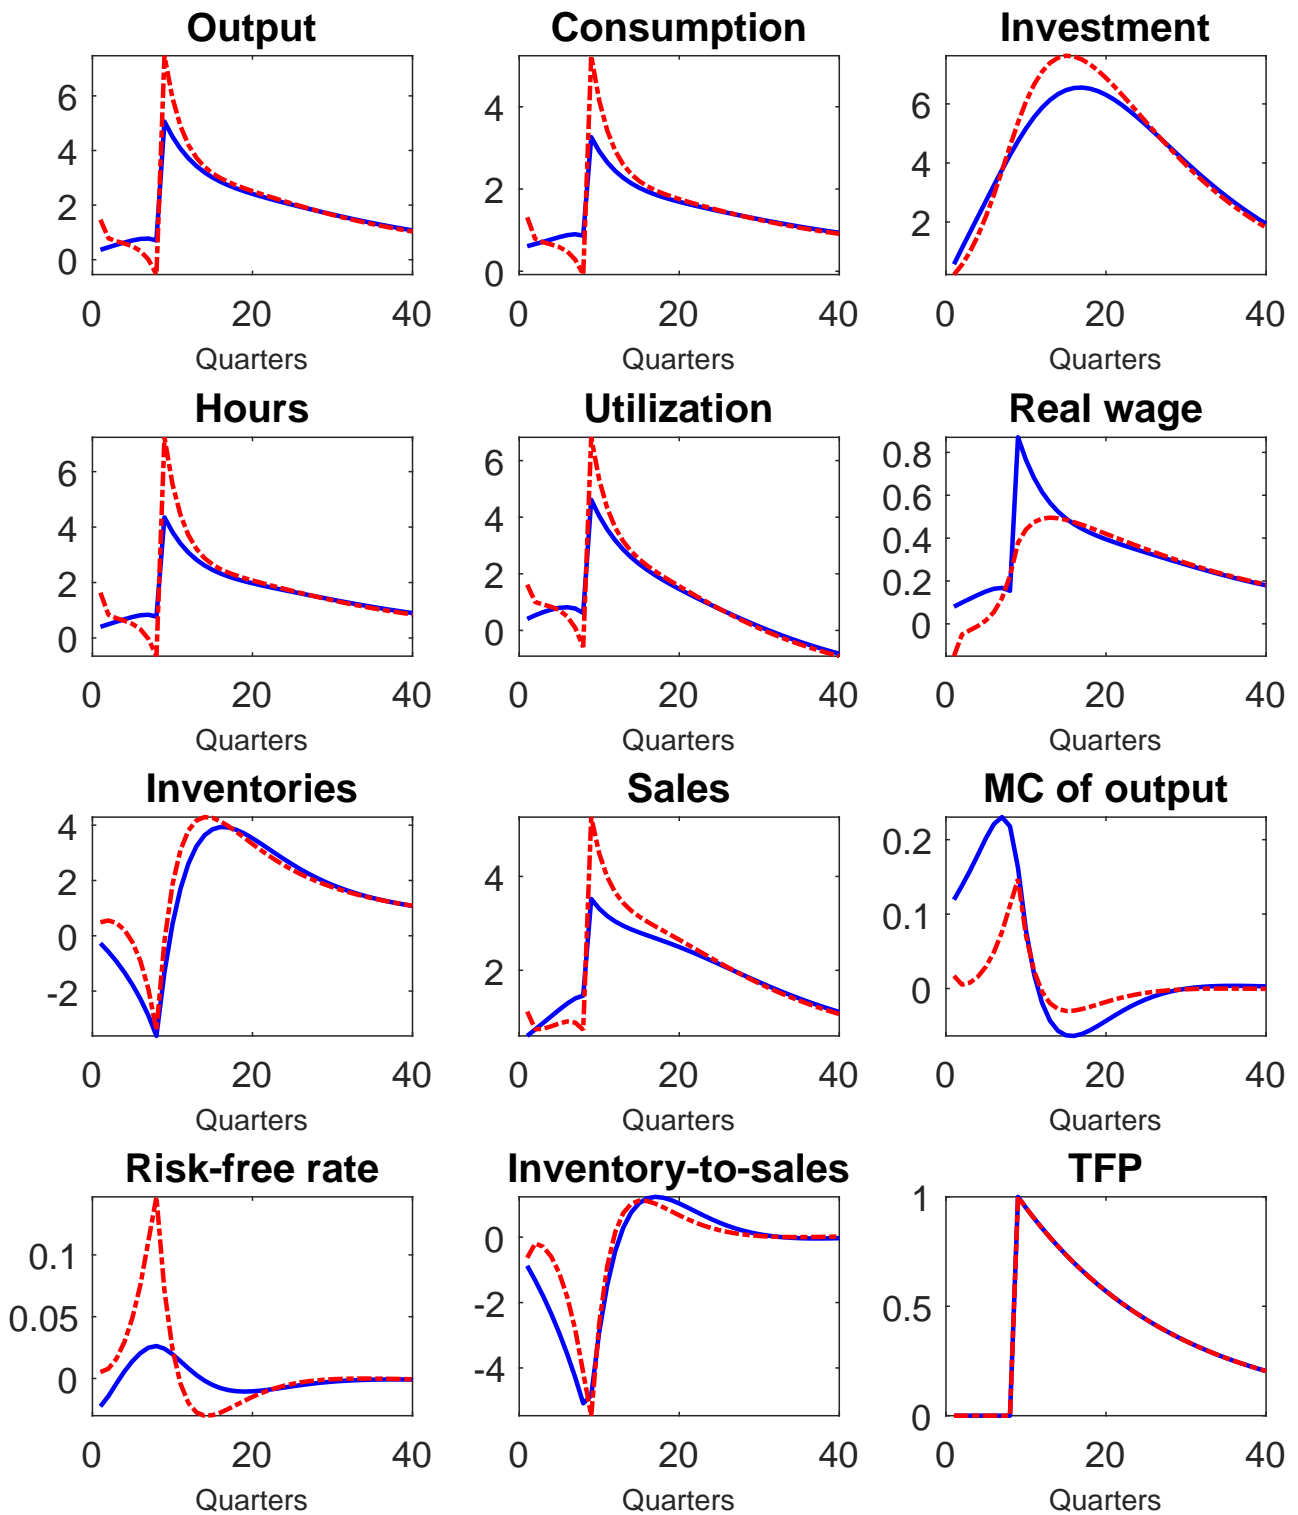 Output Consumption Investment
6 4 2 0 0 20 40 Quarters
4 2 0 0 20 40 Quarters
6 4 2 0 20 40 Quarters
Hours Utilization Real wage
6 4 2 0 0 20 40 Quarters
6 4 2 0 0 20 40 Quarters
0.8 0.6 0.4 0.2 0 0 20 40 Quarters
Inventories Sales MC of output
4 2 0 -2 0 20 40 Quarters
4 2 0 20 40 Quarters
0.2 0.1 0 0 20 40 Quarters
Risk-free rate Inventory-to-sales TFP
0.1 0.05 0 0 20 40 Quarters
0 -2 -4 0 20 40 Quarters
1 0.5 0 0 20 40 Quarters